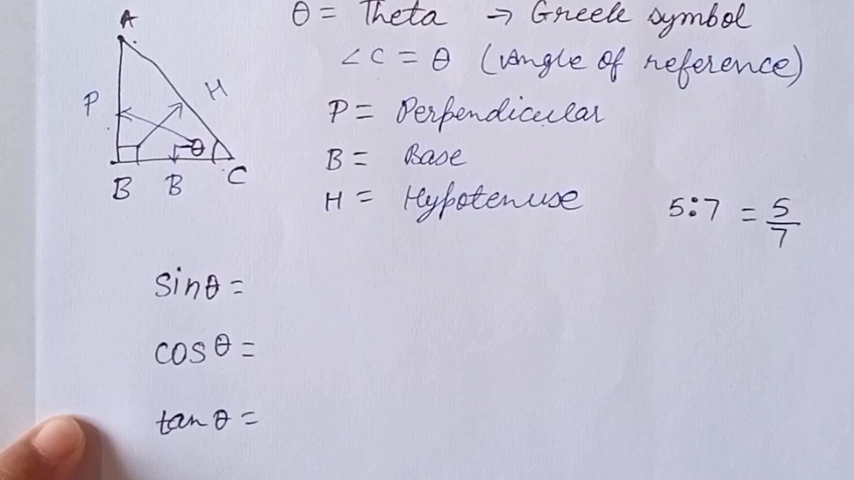 θ = Theta → Greek symbol
∠C = θ (Angle of reference)
P = Perpendicular
B = Base
H = Hypotenuse
5:7 = 5/7
A
P
H
θ
B
B
C
sinθ =
cosθ =
tanθ =